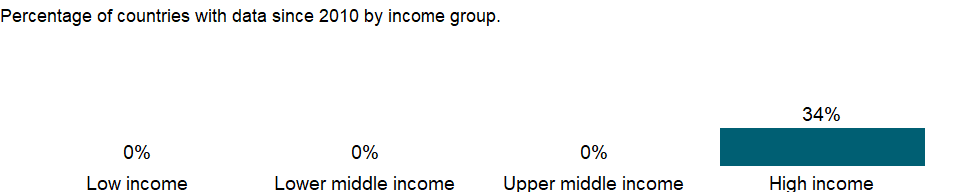 Percentage of countries with data since 2010 by income group.
34%
0% 0% 0%
Low income Lower middle income Upper middle income High income